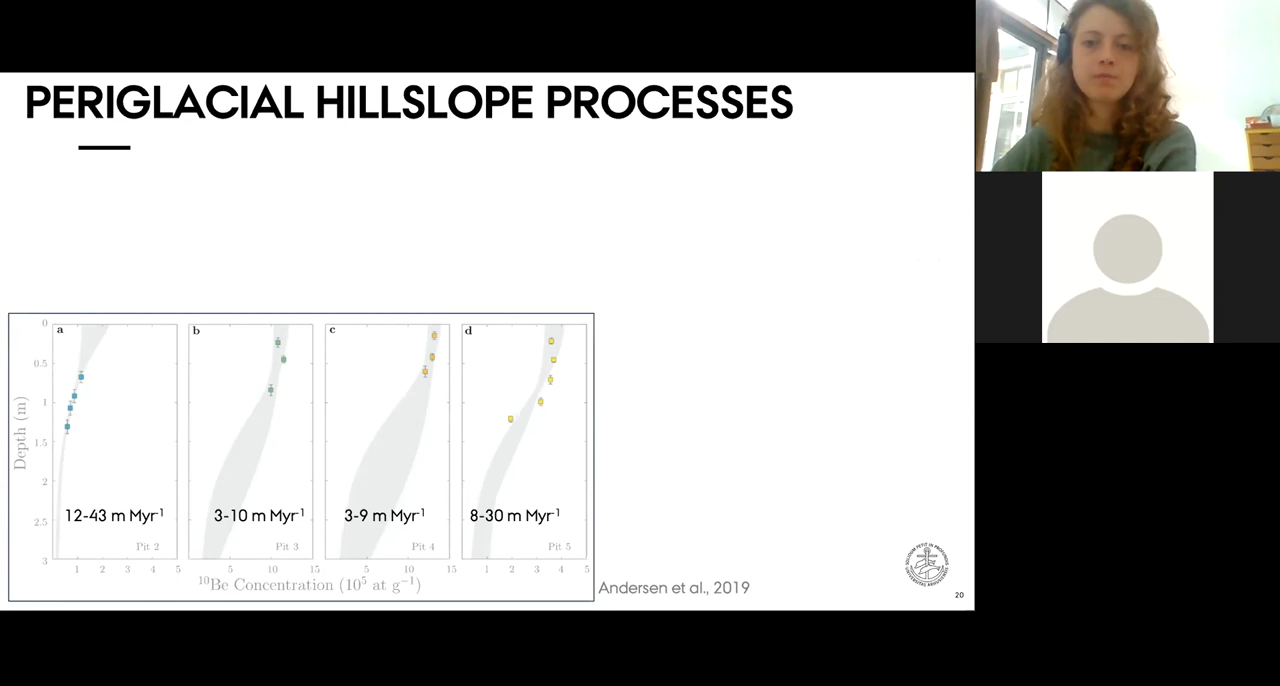 PERIGLACIAL HILLSLOPE PROCESSES
a
b
c
d
0
0.5
1
1.5
2
2.5
3
Depth (m)
12-43 m Myr⁻¹
3-10 m Myr⁻¹
3-9 m Myr⁻¹
8-30 m Myr⁻¹
Pit 2
Pit 3
Pit 4
Pit 5
1 2 3 4 5
5 10 15
5 10 15
1 2 3 4 5
¹⁰Be Concentration (10⁵ at g⁻¹)
Andersen et al., 2019
20